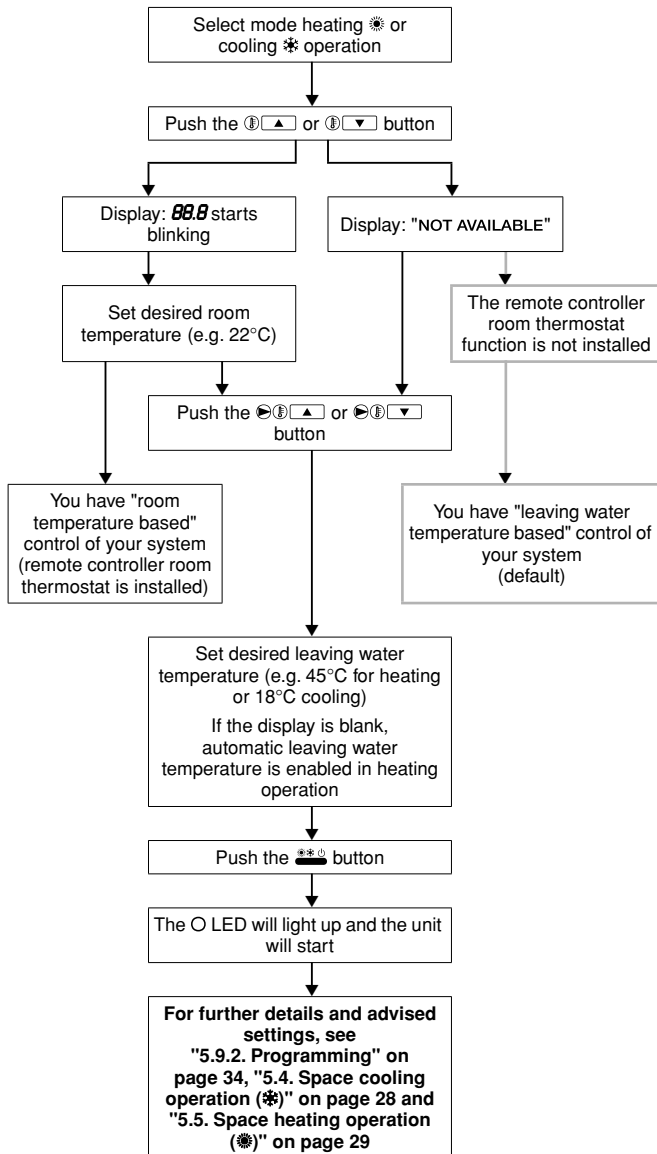 Select mode heating ☀ or
cooling ❄ operation
Push the ▲ or ▼ button
Display: 88.8 starts
blinking
Display: "NOT AVAILABLE"
Set desired room
temperature (e.g. 22°C)
The remote controller
room thermostat
function is not installed
Push the ▲ or ▼
button
You have "room
temperature based"
control of your system
(remote controller room
thermostat is installed)
You have "leaving water
temperature based" control of
your system
(default)
Set desired leaving water
temperature (e.g. 45°C for heating
or 18°C cooling)
If the display is blank,
automatic leaving water
temperature is enabled in heating
operation
Push the button
The LED will light up and the unit
will start
For further details and advised
settings, see
"5.9.2. Programming" on
page 34, "5.4. Space cooling
operation (❄)" on page 28 and
"5.5. Space heating operation
(☀)" on page 29